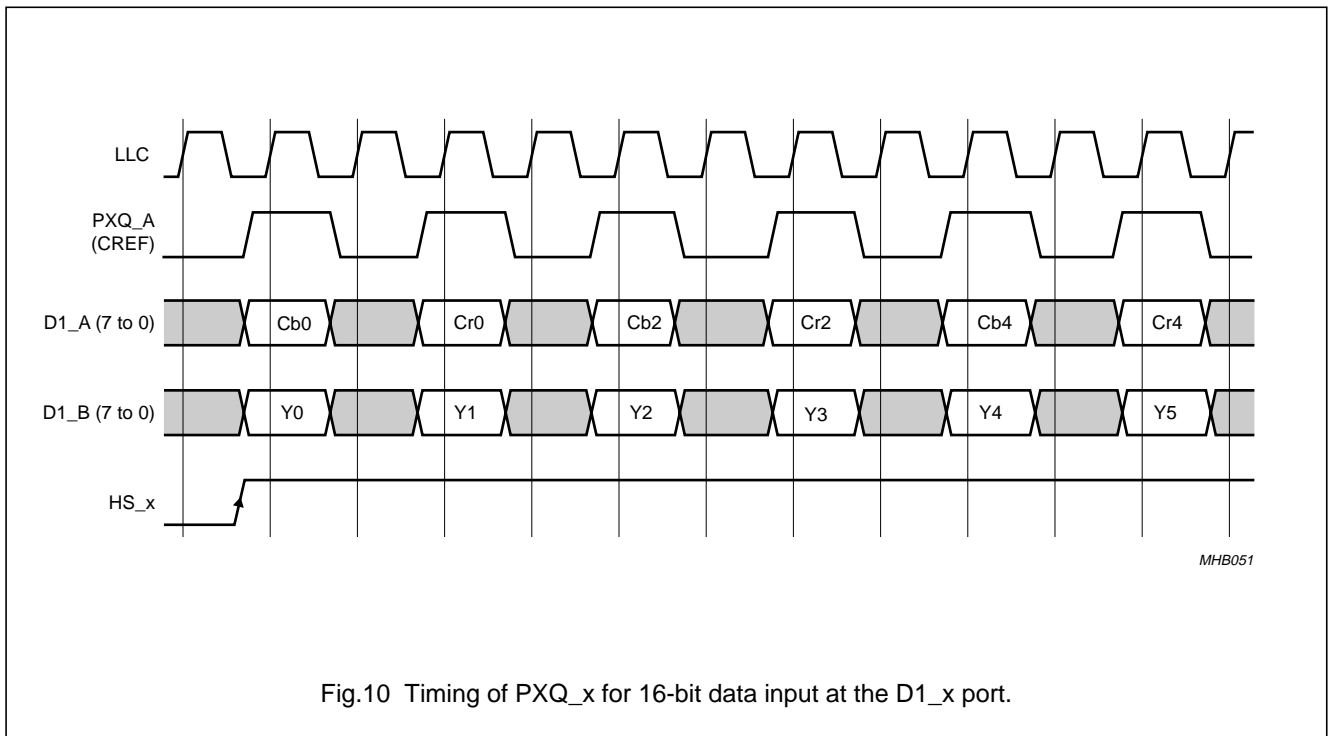 LLC
PXQ_A
(CREF)
D1_A (7 to 0)
Cb0 Cr0 Cb2 Cr2 Cb4 Cr4
D1_B (7 to 0)
Y0 Y1 Y2 Y3 Y4 Y5
HS_x
MHB051
Fig.10 Timing of PXQ_x for 16-bit data input at the D1_x port.